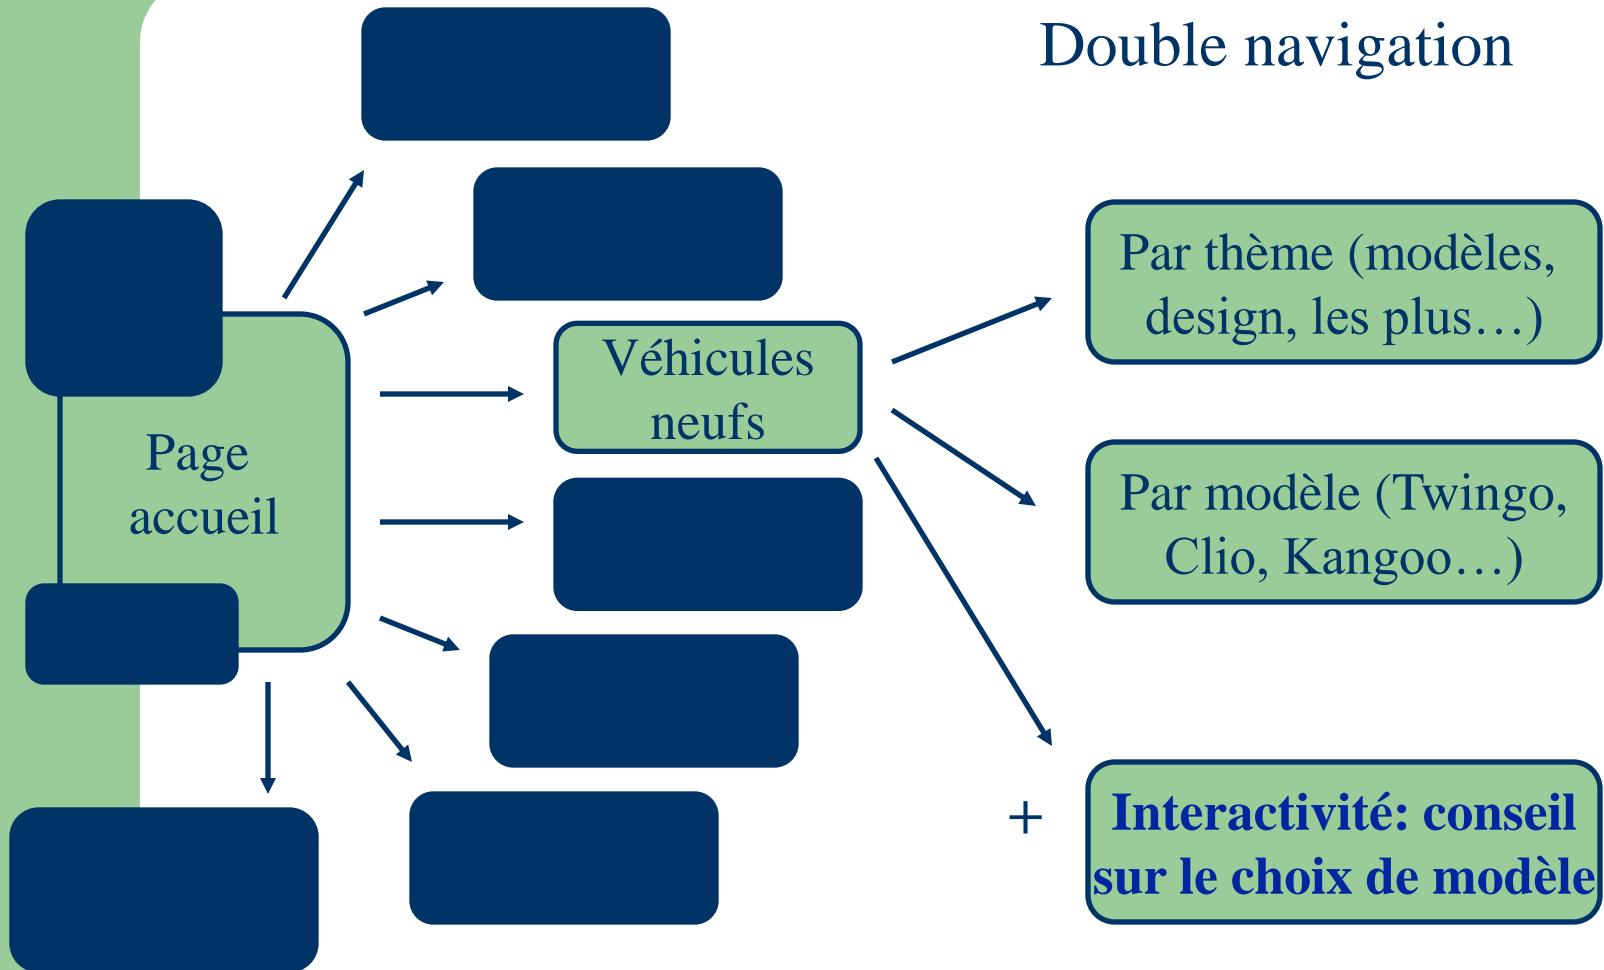 Double navigation
Page
accueil
Véhicules
neufs
Par thème (modèles,
design, les plus…)
Par modèle (Twingo,
Clio, Kangoo…)
+
Interactivité: conseil
sur le choix de modèle